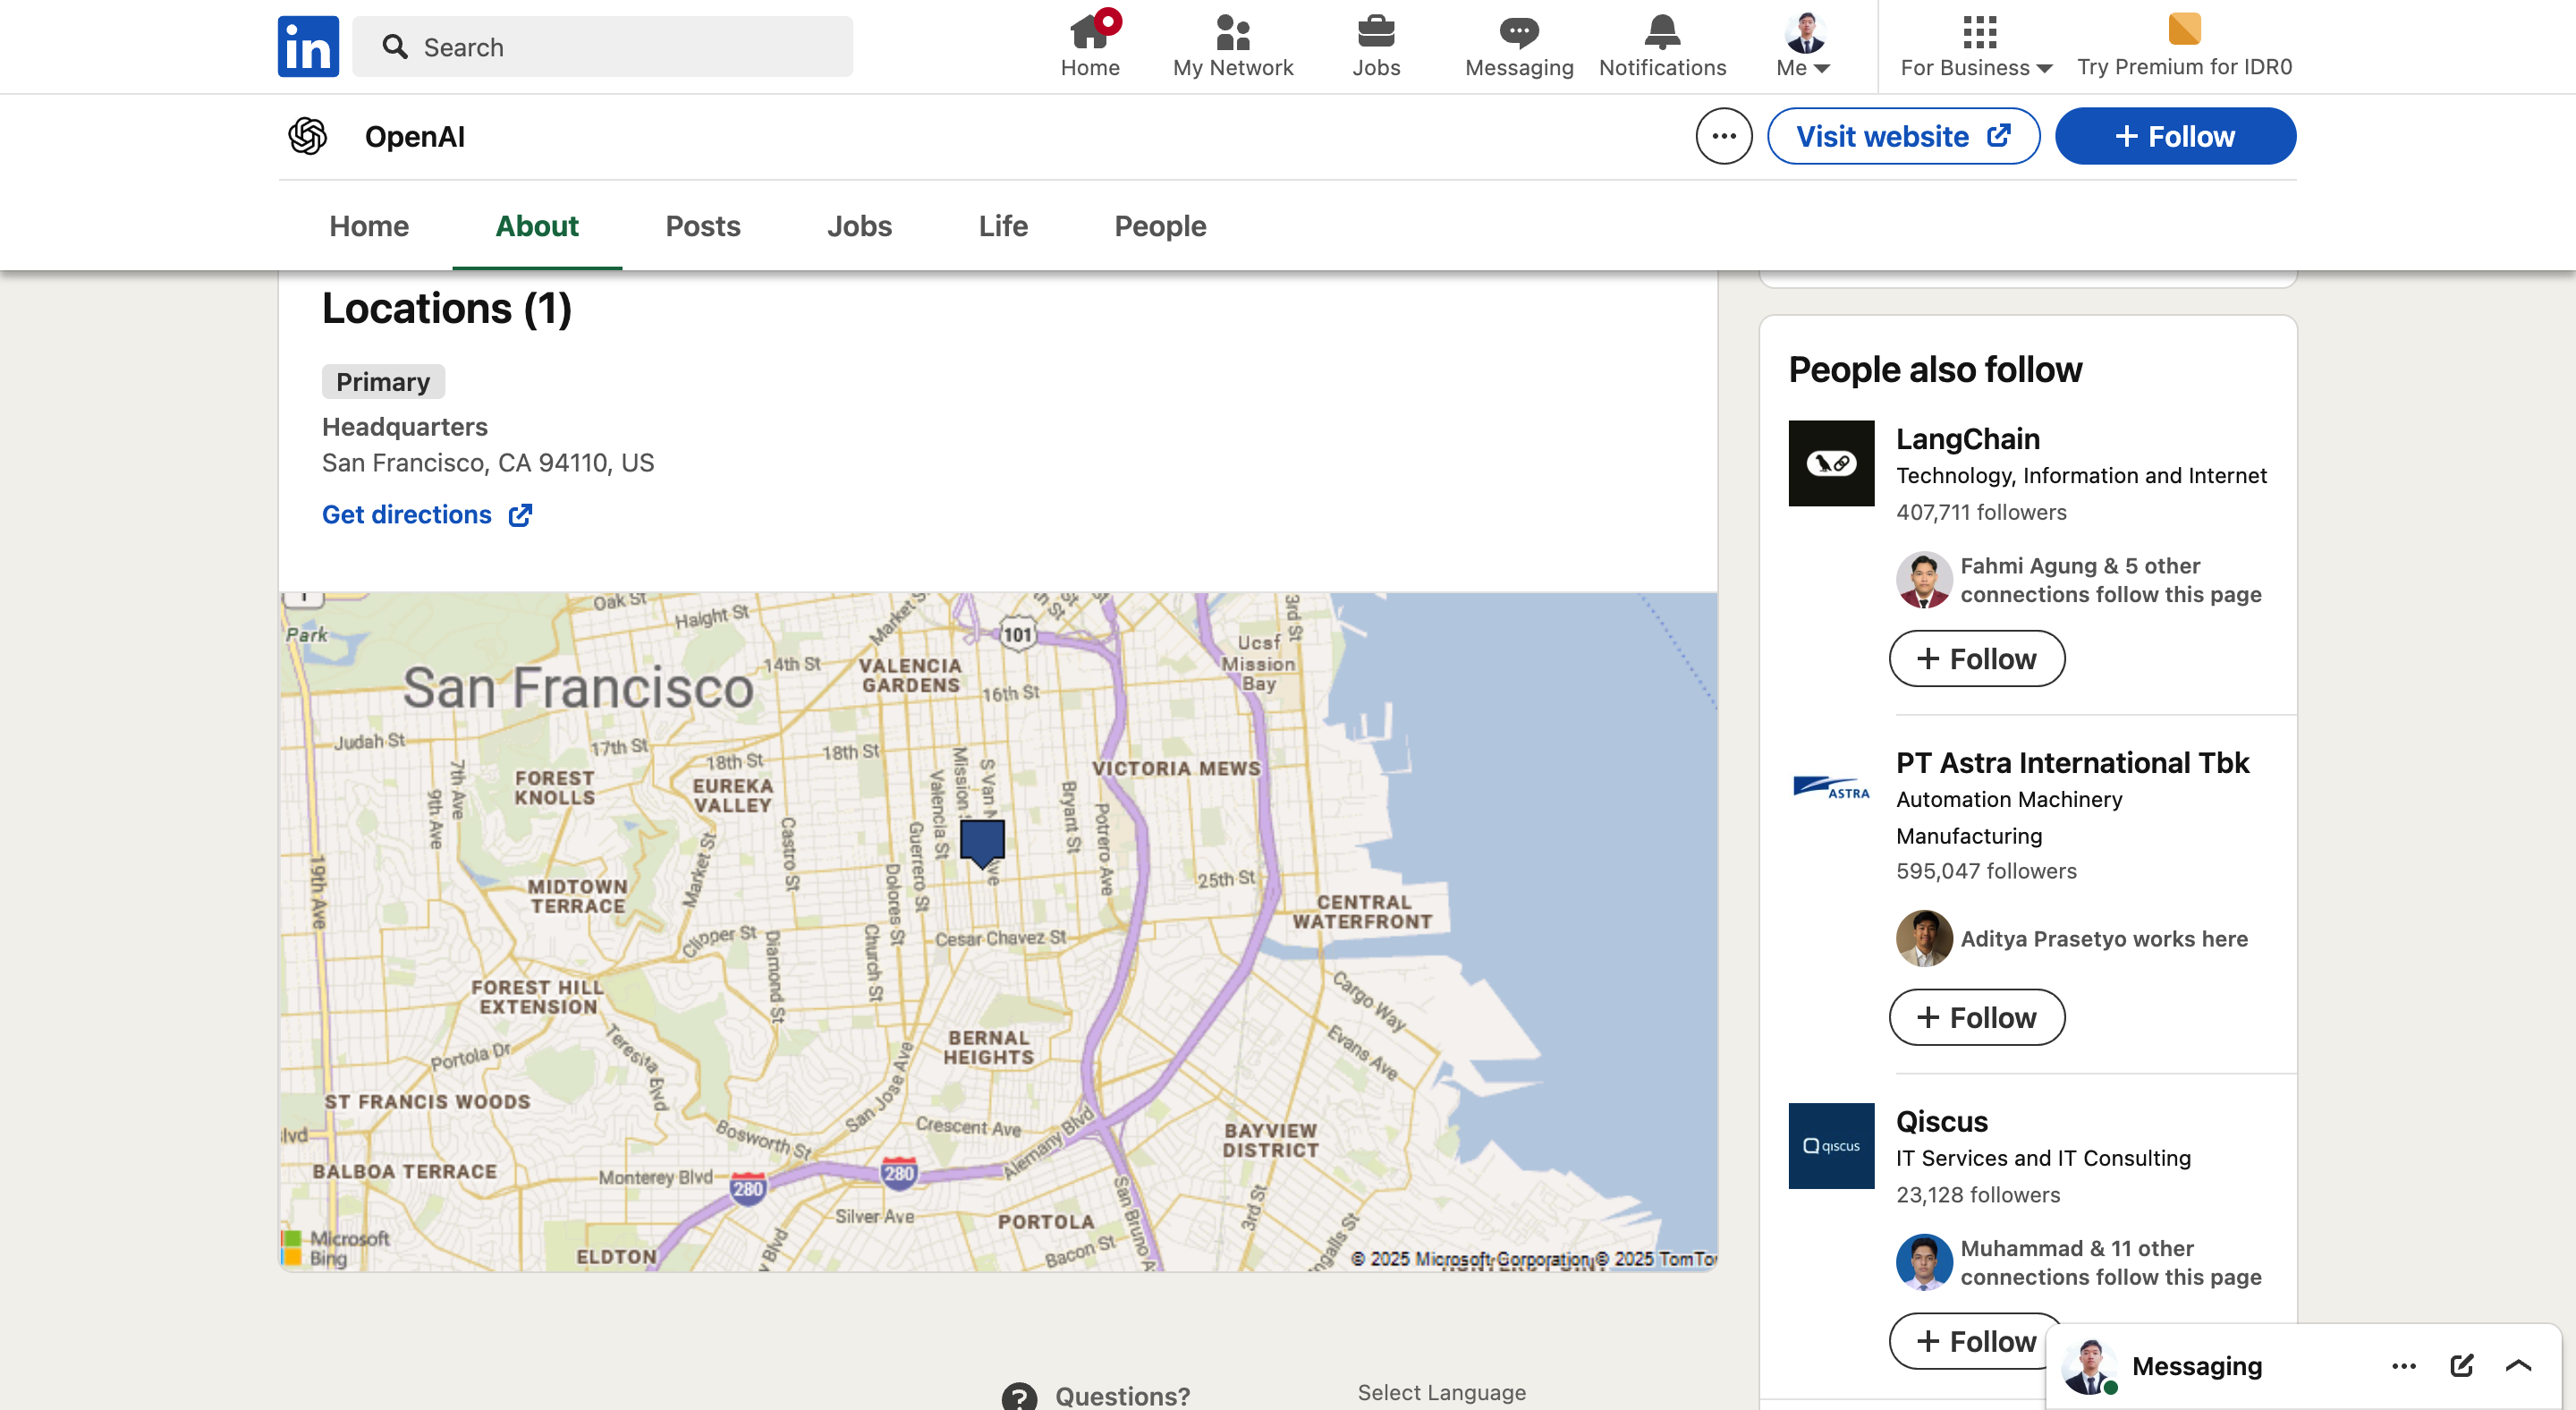 in
Search
Home
My Network
Jobs
Messaging
Notifications
Me
For Business
Try Premium for IDR0
OpenAI
Visit website
+ Follow
Home
About
Posts
Jobs
Life
People
Locations (1)
Primary
Headquarters
San Francisco, CA 94110, US
Get directions
1
Park
Oak St
Haight St
Market S
101
3rd St
San Francisco
14th St
VALENCIA
GARDENS
16th St
Ucsf
Mission
Bay
Judah St
17th St
18th St
18th St
7th Ave
9th Ave
FOREST
KNOLLS
EUREKA
VALLEY
Mission
S Van N
Ave
Valencia St
VICTORIA MEWS
Bryant St
Potrero Ave
19th Ave
Market St
Castro St
Guerrero St
Dolores St
25th St
MIDTOWN
TERRACE
CENTRAL
WATERFRONT
Clipper St
Diamond St
Church St
Cesar Chavez St
FOREST HILL
EXTENSION
Cargo Way
Evans Ave
Teresita Blvd
BERNAL
HEIGHTS
Portola Dr
San Jose Ave
ST FRANCIS WOODS
lvd
Bosworth St
Crescent Ave
Alemany Blvd
BAYVIEW
DISTRICT
BALBOA TERRACE
Monterey Blvd
280
280
San Bruno A
3rd St
Silver Ave
PORTOLA
ngalls St
Microsoft
Bing
ELDTON
y Blvd
Bacon St
© 2025 Microsoft Corporation © 2025 TomTo
People also follow
LangChain
Technology, Information and Internet
407,711 followers
Fahmi Agung & 5 other
connections follow this page
+ Follow
ASTRA
PT Astra International Tbk
Automation Machinery
Manufacturing
595,047 followers
Aditya Prasetyo works here
+ Follow
qiscus
Qiscus
IT Services and IT Consulting
23,128 followers
Muhammad & 11 other
connections follow this page
+ Follow
Messaging
Questions?
Select Language